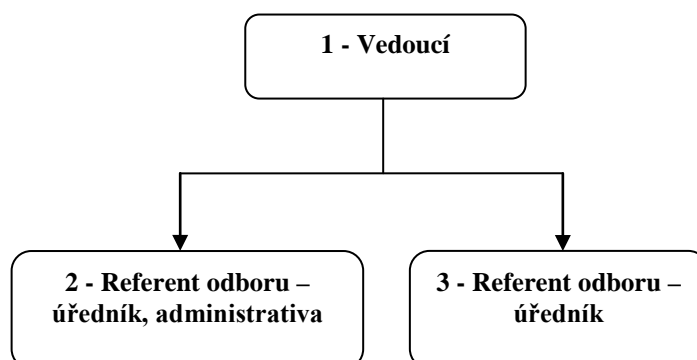 1 - Vedoucí
2 - Referent odboru –
úředník, administrativa
3 - Referent odboru –
úředník